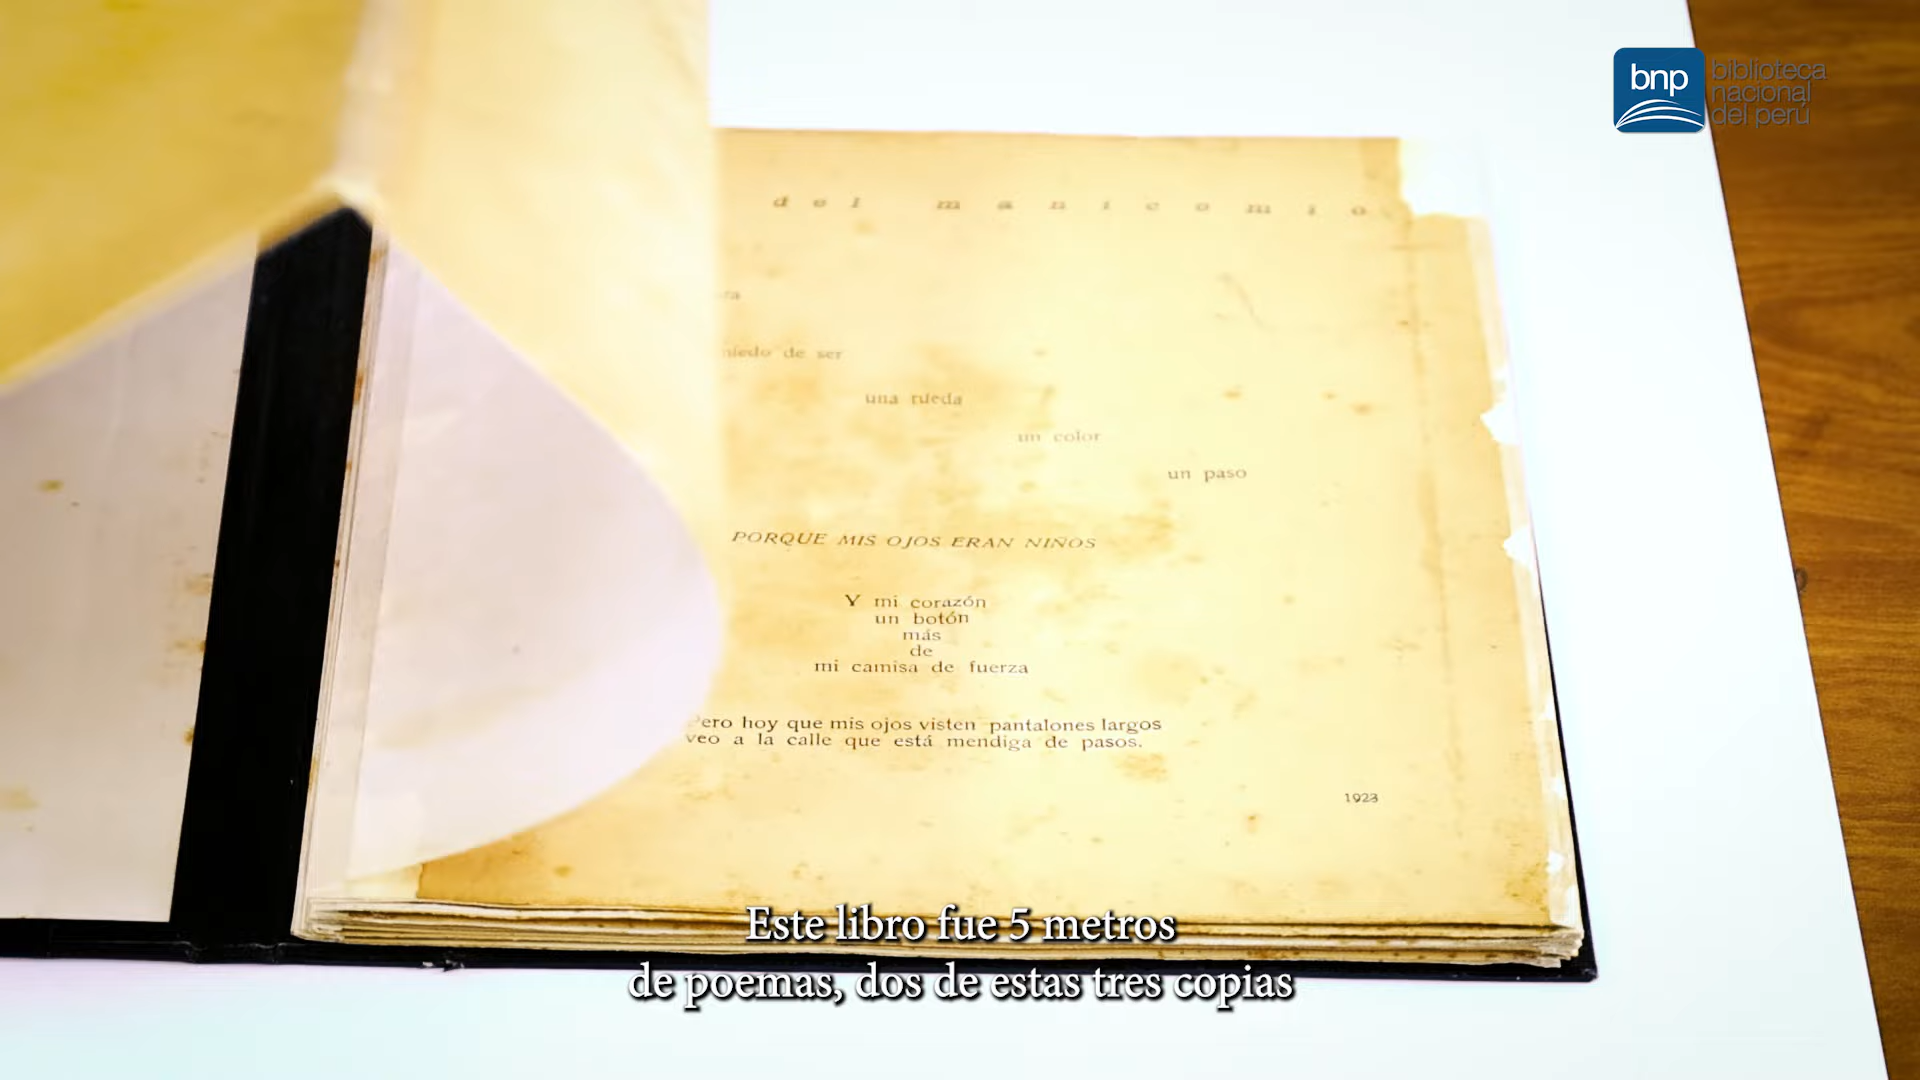 bnp
biblioteca
nacional
del perú
del manicomio
miedo de ser
una rueda
un color
un paso
PORQUE MIS OJOS ERAN NIÑOS
Y mi corazón
un botón
más
de
mi camisa de fuerza
Pero hoy que mis ojos visten pantalones largos
veo a la calle que está mendiga de pasos.
1923
Este libro fue 5 metros
de poemas, dos de estas tres copias